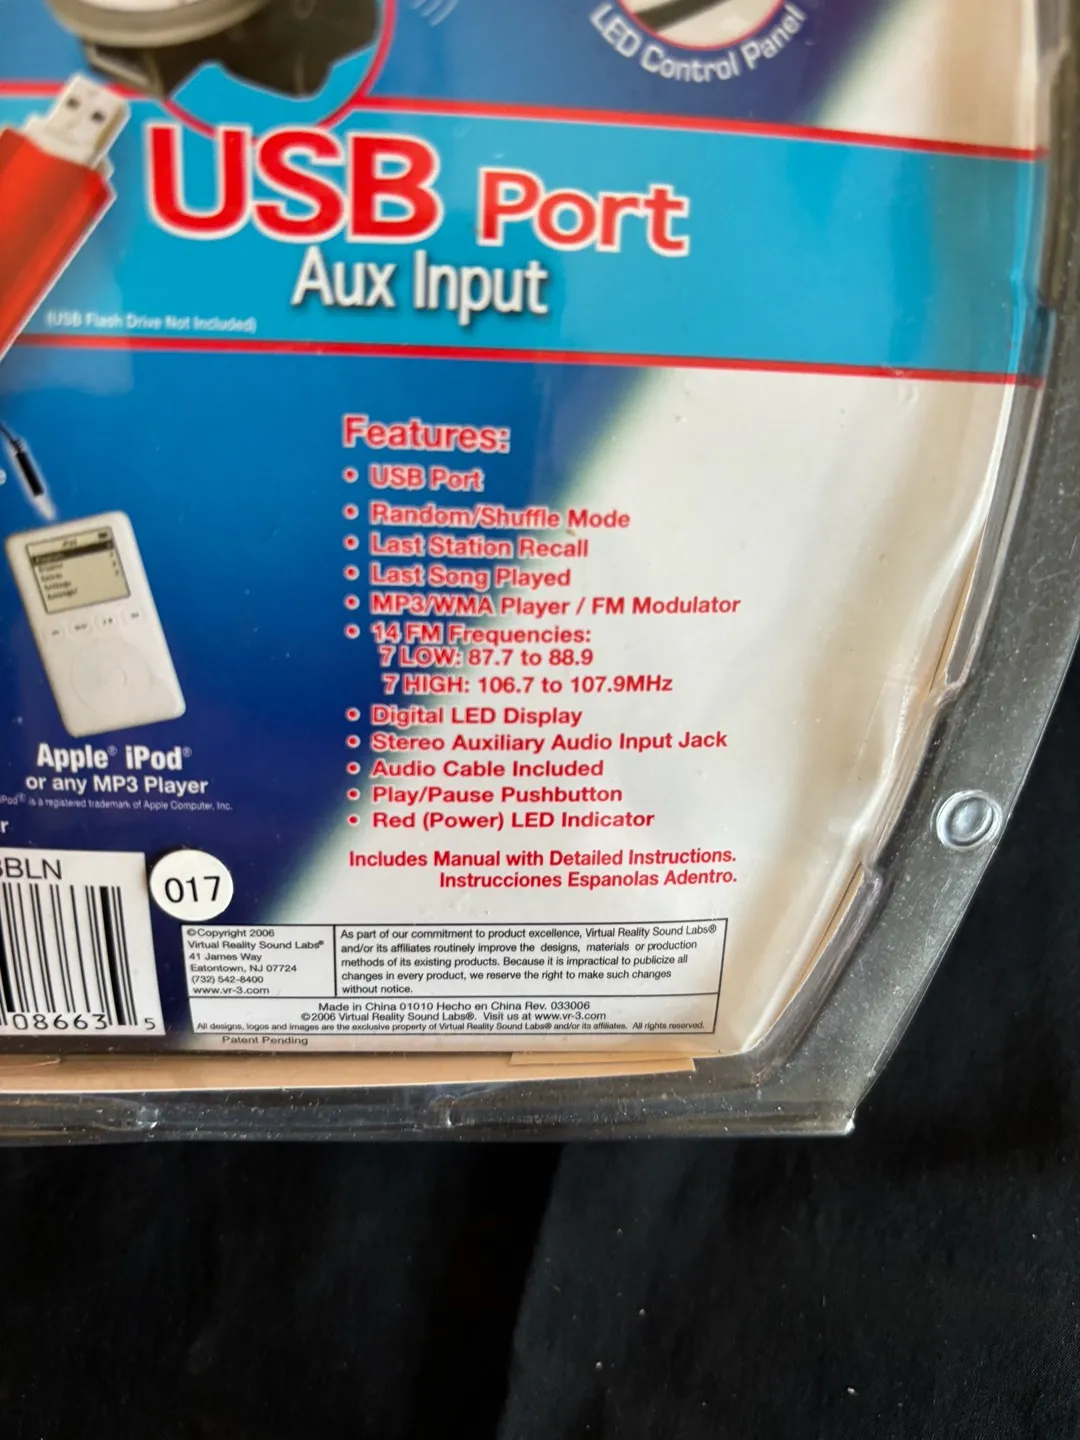 LED Control Panel
USB Port
Aux Input
(USB Flash Drive Not Included)
Features:
• USB Port
• Random/Shuffle Mode
• Last Station Recall
• Last Song Played
• MP3/WMA Player / FM Modulator
• 14 FM Frequencies:
7 LOW: 87.7 to 88.9
7 HIGH: 106.7 to 107.9MHz
• Digital LED Display
• Stereo Auxiliary Audio Input Jack
• Audio Cable Included
• Play/Pause Pushbutton
• Red (Power) LED Indicator
Includes Manual with Detailed Instructions.
Instrucciones Espanolas Adentro.
Apple® iPod®
or any MP3 Player
iPod® is a registered trademark of Apple Computer, Inc.
BLN
017
08663 5
©Copyright 2006
Virtual Reality Sound Labs®
41 James Way
Eatontown, NJ 07724
(732) 542-8400
www.vr-3.com
As part of our commitment to product excellence, Virtual Reality Sound Labs®
and/or its affiliates routinely improve the designs, materials or production
methods of its existing products. Because it is impractical to publicize all
changes in every product, we reserve the right to make such changes
without notice.
Made in China 01010 Hecho en China Rev. 033006
©2006 Virtual Reality Sound Labs®. Visit us at www.vr-3.com
All designs, logos and images are the exclusive property of Virtual Reality Sound Labs® and/or its affiliates. All rights reserved.
Patent Pending